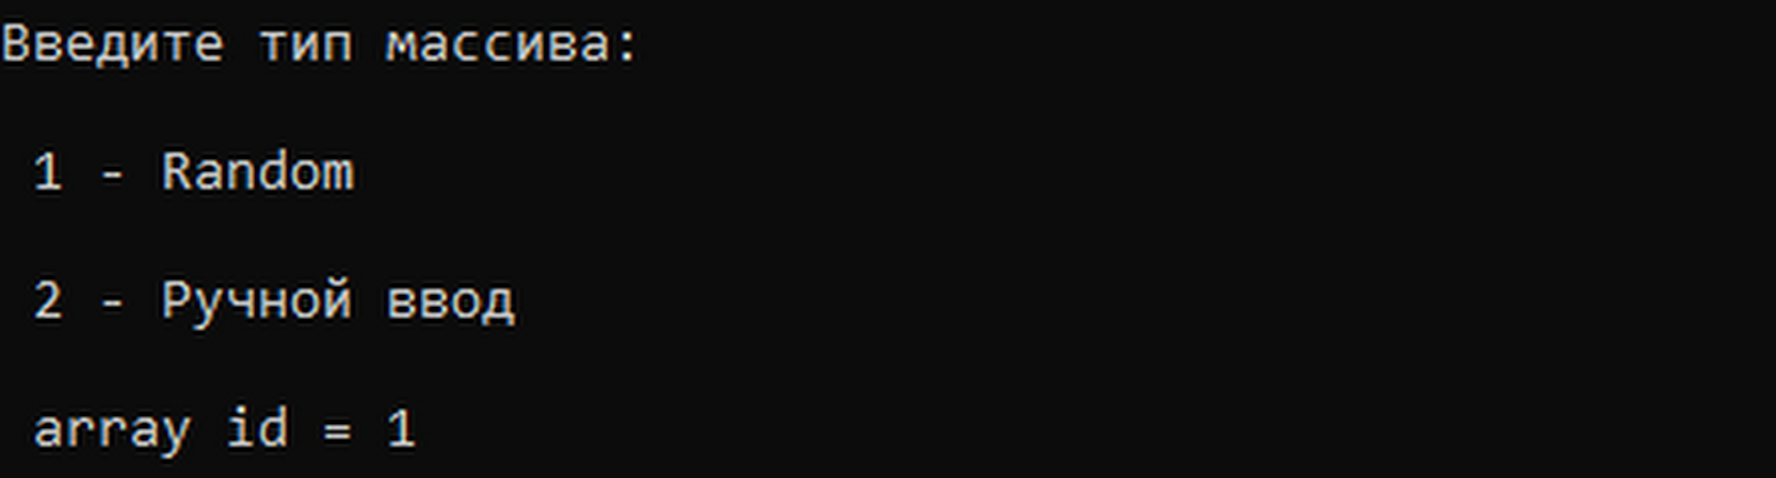 Введите тип массива:
1 - Random
2 - Ручной ввод
array id = 1